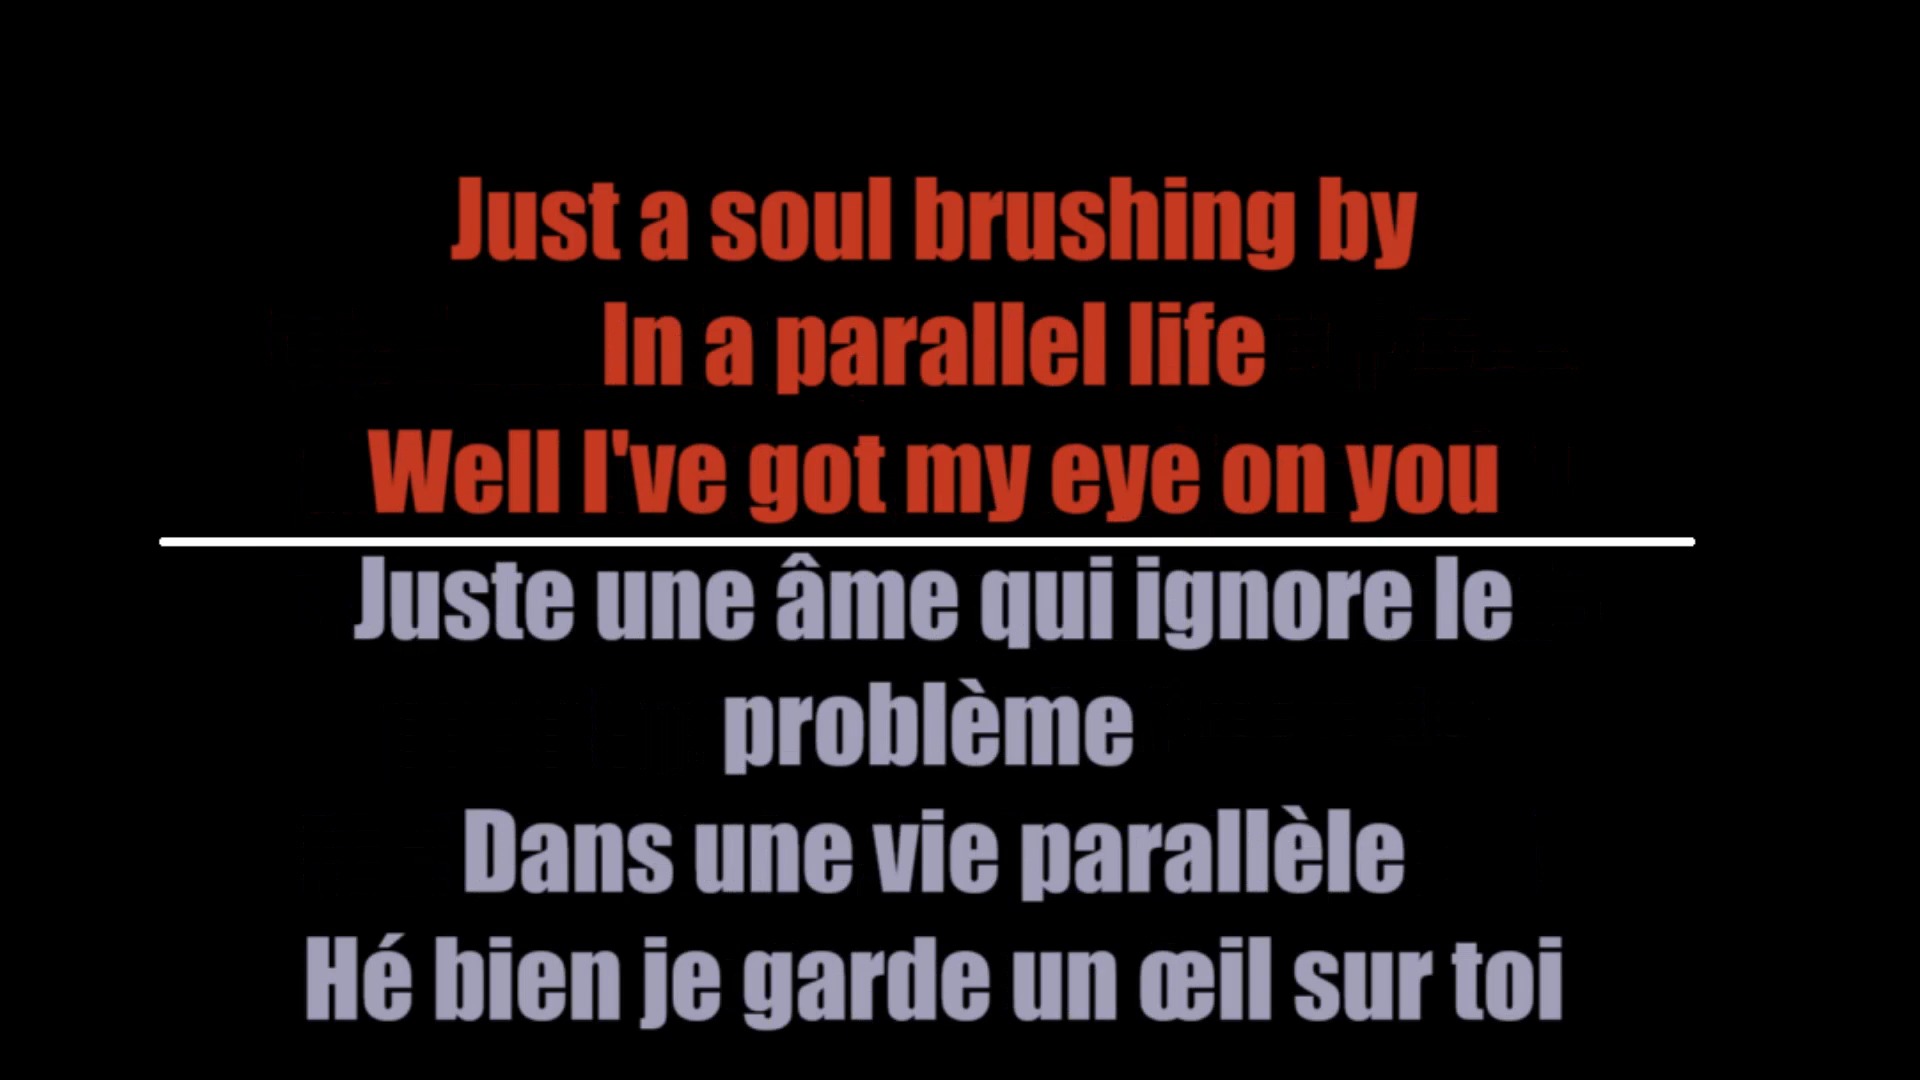 Just a soul brushing by
In a parallel life
Well I've got my eye on you
Juste une âme qui ignore le
problème
Dans une vie parallèle
Hé bien je garde un œil sur toi